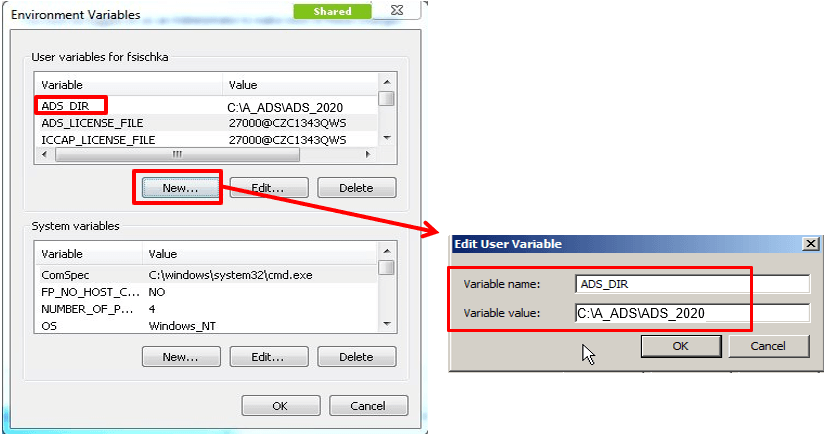 Environment Variables
Shared
User variables for fsischka
Variable Value
ADS_DIR C:\A_ADS\ADS_2020
ADS_LICENSE_FILE 27000@CZC1343QWS
ICCAP_LICENSE_FILE 27000@CZC1343QWS
New... Edit... Delete
System variables
Variable Value
ComSpec C:\windows\system32\cmd.exe
FP_NO_HOST_C... NO
NUMBER_OF_P... 4
OS Windows_NT
New... Edit... Delete
OK Cancel
Edit User Variable
Variable name: ADS_DIR
Variable value: C:\A_ADS\ADS_2020
OK Cancel